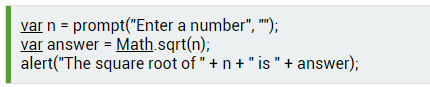 var n = prompt("Enter a number", "");
var answer = Math.sqrt(n);
alert("The square root of " + n + " is " + answer);